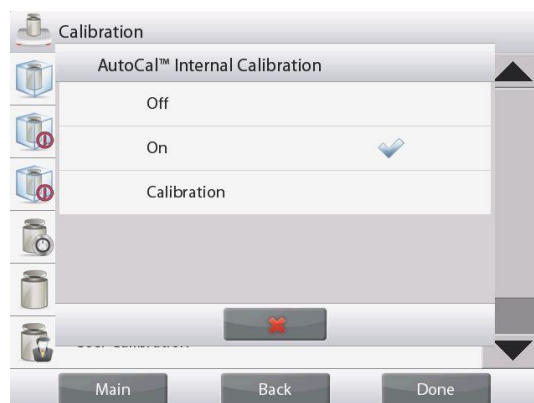 Calibration
AutoCal™ Internal Calibration
Off
On
Calibration
Main
Back
Done